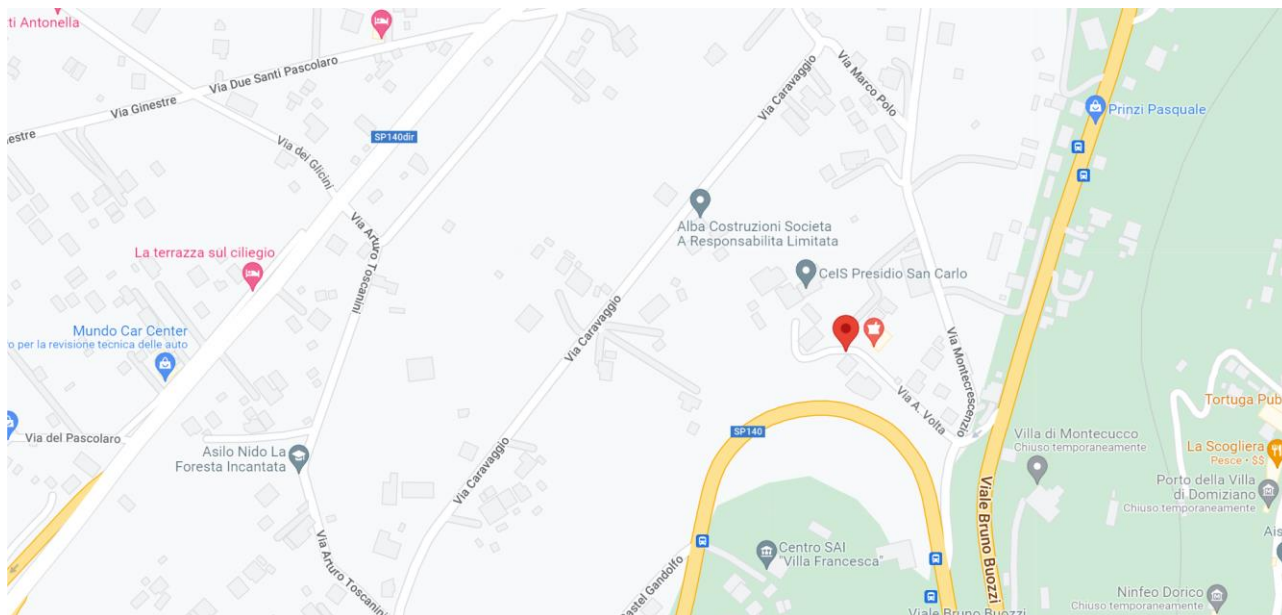 tti Antonella
Via Due Santi Pascolaro
Via Ginestre
nestre
Via dei Glicini
SP140dir
Via Caravaggio
Via Marco Polo
Prinzi Pasquale
Via Arturo Toscanini
La terrazza sul ciliegio
Alba Costruzioni Societa
A Responsabilita Limitata
CeIS Presidio San Carlo
Via Caravaggio
Mundo Car Center
o per la revisione tecnica delle auto
Via Montecrescenzio
Via A. Volta
Tortuga Pub
Via del Pascolaro
SP140
Asilo Nido La
Foresta Incantata
Villa di Montecucco
Chiuso temporaneamente
La Scogliera
Pesce • $$
Via Caravaggio
Viale Bruno Buozzi
Porto della Villa
di Domiziano
Chiuso temporaneamente
Ais
Via Arturo Toscanini
Centro SAI
"Villa Francesca"
astel Gandolfo
Ninfeo Dorico
Chiuso temporaneamente
Viale Bruno Buozzi